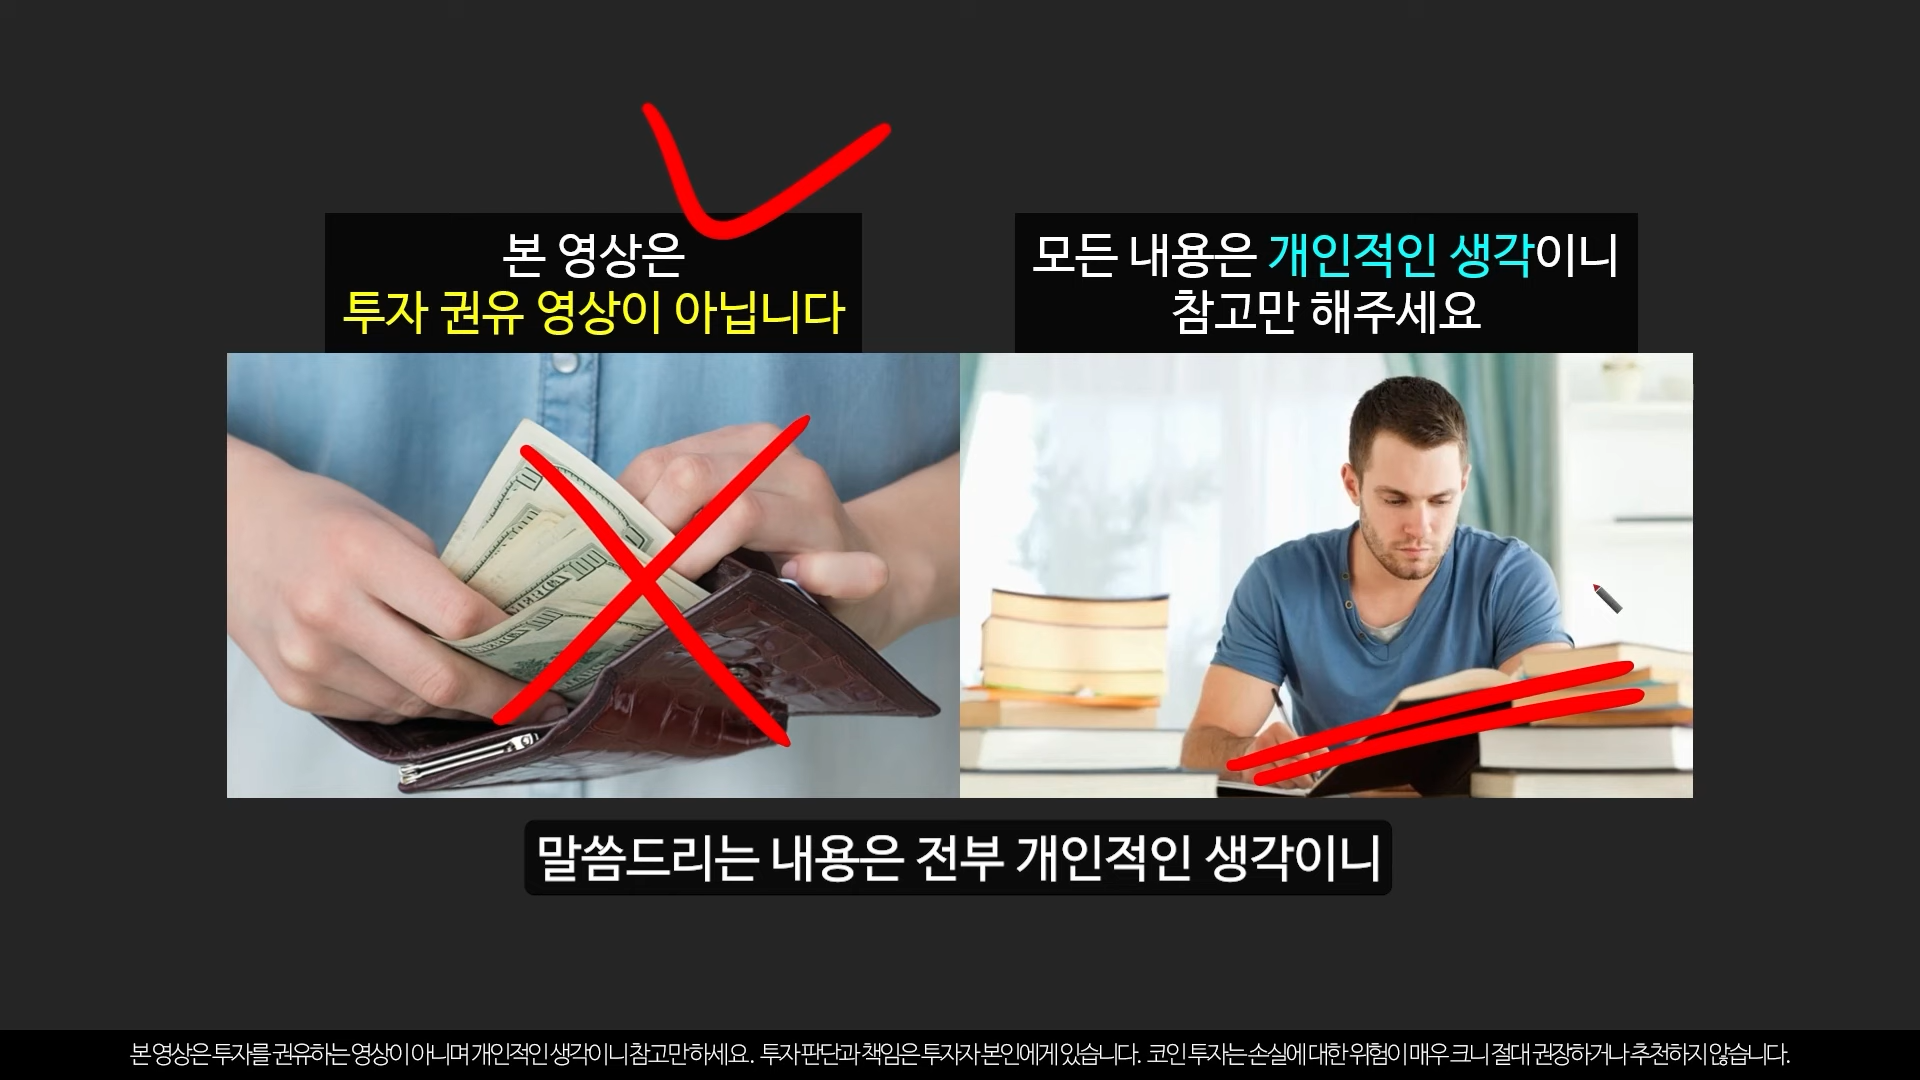 본 영상은
투자 권유 영상이 아닙니다
모든 내용은 개인적인 생각이니
참고만 해주세요
말씀드리는 내용은 전부 개인적인 생각이니
본 영상은 투자를 권유하는 영상이 아니며 개인적인 생각이니 참고만 하세요. 투자 판단과 책임은 투자자 본인에게 있습니다. 코인 투자는 손실에 대한 위험이 매우 크니 절대 권장하거나 추천하지 않습니다.